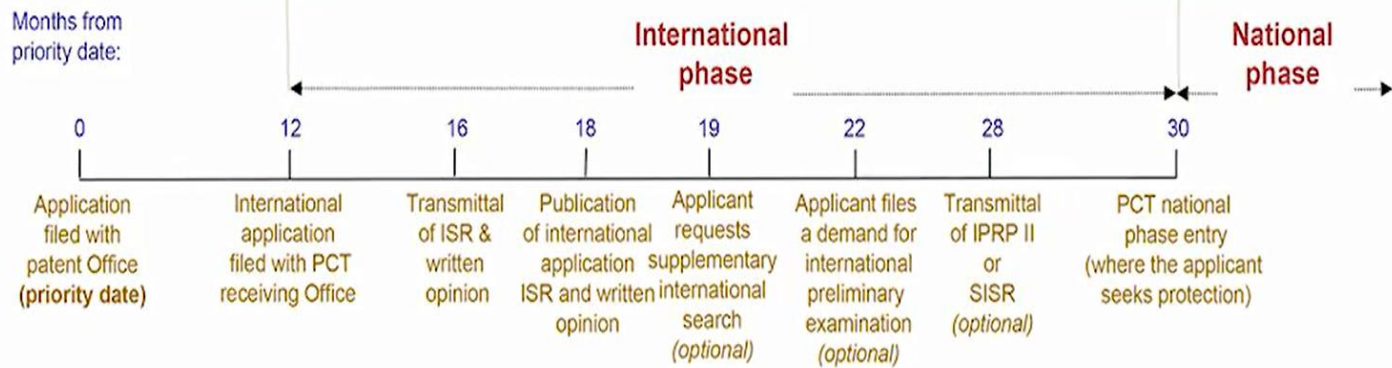 Months from
priority date:
International
phase
National
phase
0
12
16
18
19
22
28
30
Application
filed with
patent Office
(priority date)
International
application
filed with PCT
receiving Office
Transmittal
of ISR &
written
opinion
Publication
of international
application
ISR and written
opinion
Applicant
requests
supplementary
international
search
(optional)
Applicant files
a demand for
international
preliminary
examination
(optional)
Transmittal
of IPRP II
or
SISR
(optional)
PCT national
phase entry
(where the applicant
seeks protection)